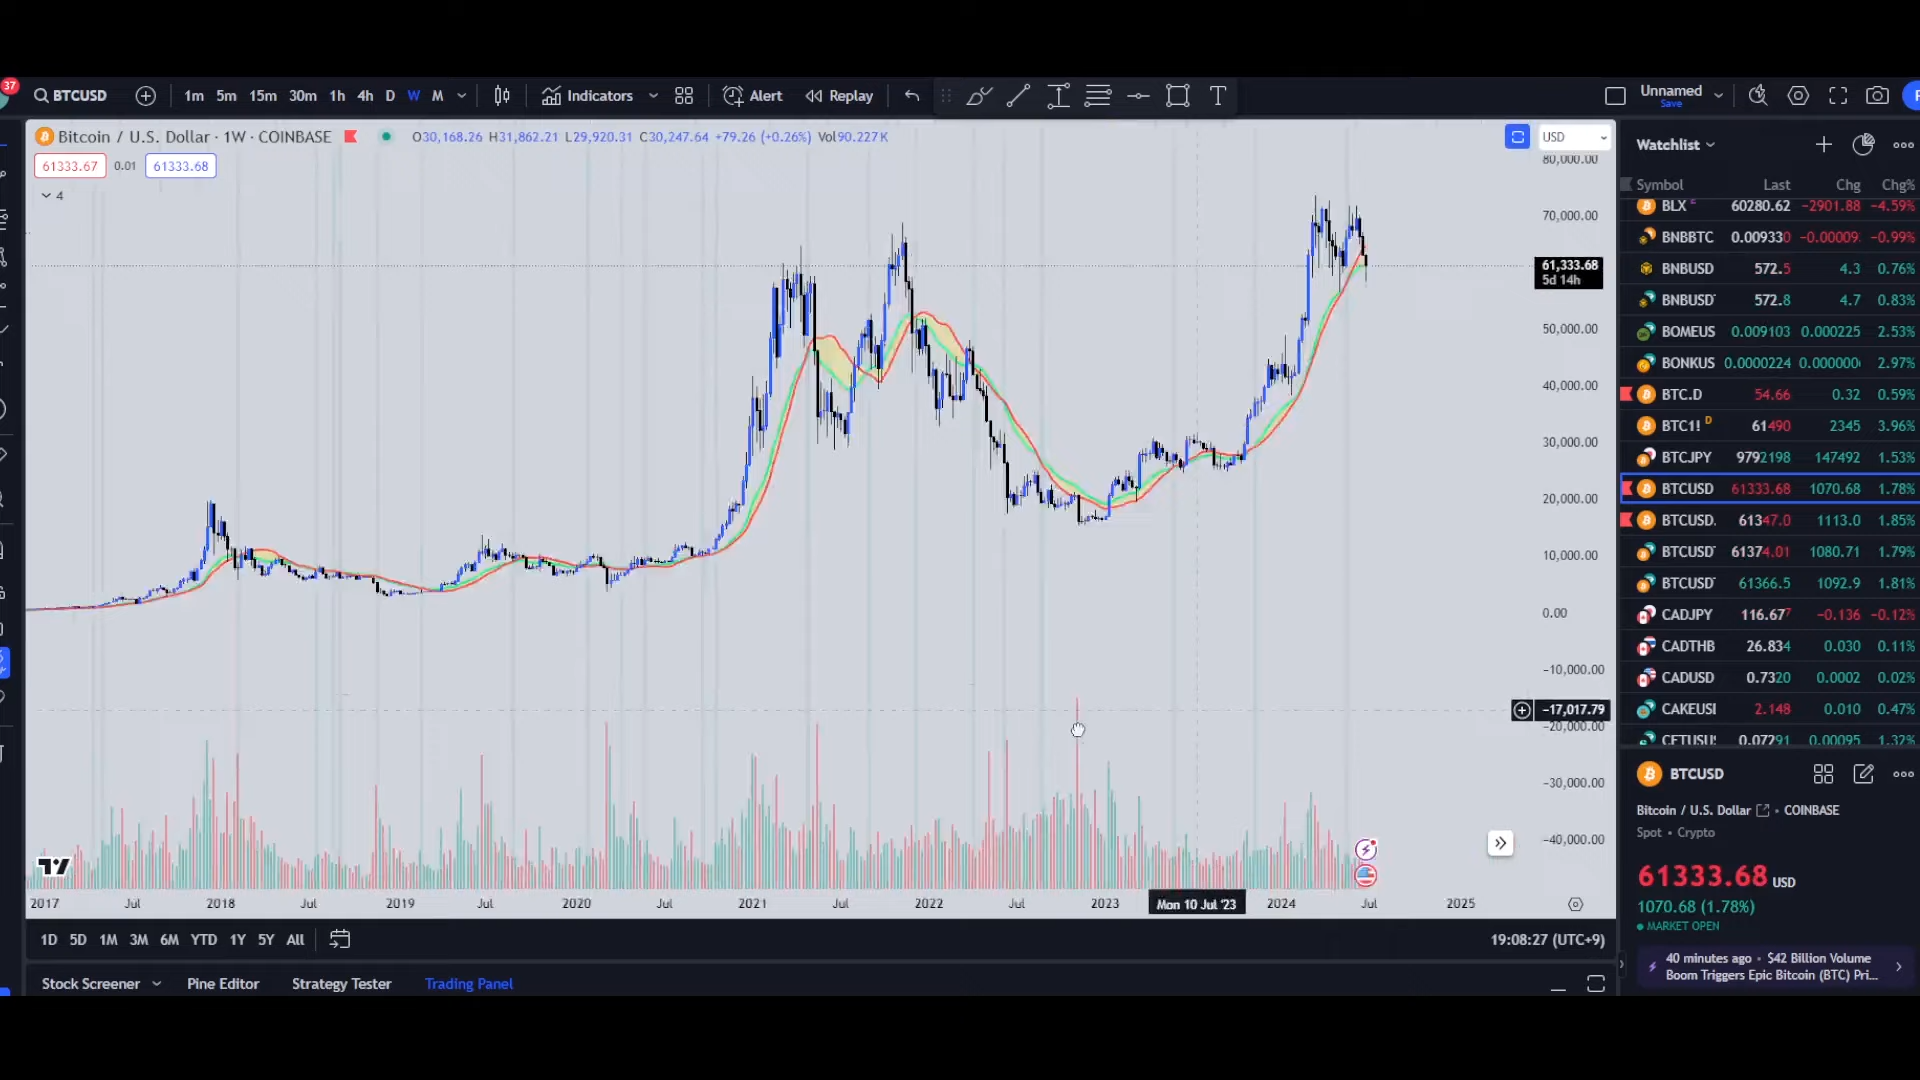 37
BTCUSD 1m 5m 15m 30m 1h 4h D W M Indicators Alert Replay T Unnamed
Save
Bitcoin / U.S. Dollar · 1W · COINBASE O30,168.26 H31,862.21 L29,920.31 C30,247.64 +79.26 (+0.26%) Vol90.227K USD
61333.67 0.01 61333.68
4
80,000.00
70,000.00
61,333.68
5d 14h
50,000.00
40,000.00
30,000.00
20,000.00
10,000.00
0.00
−10,000.00
−17,017.79
−20,000.00
−30,000.00
−40,000.00
2017 Jul 2018 Jul 2019 Jul 2020 Jul 2021 Jul 2022 Jul 2023 Mon 10 Jul '23 2024 Jul 2025
1D 5D 1M 3M 6M YTD 1Y 5Y All 19:08:27 (UTC+9)
Stock Screener Pine Editor Strategy Tester Trading Panel
Watchlist
Symbol Last Chg Chg%
BLX E 60280.62 −2901.88 −4.59%
BNBBTC 0.009330 −0.00009 −0.99%
BNBUSD 572.5 4.3 0.76%
BNBUSD 572.8 4.7 0.83%
BOMEUS 0.009103 0.000225 2.53%
BONKUS 0.0000224 0.000000 2.97%
BTC.D 54.66 0.32 0.59%
BTC1! D 61490 2345 3.96%
BTCJPY 9792198 147492 1.53%
BTCUSD 61333.68 1070.68 1.78%
BTCUSD. 61347.0 1113.0 1.85%
BTCUSD 61374.01 1080.71 1.79%
BTCUSD 61366.5 1092.9 1.81%
CADJPY 116.677 −0.136 −0.12%
CADTHB 26.834 0.030 0.11%
CADUSD 0.7320 0.0002 0.02%
CAKEUS 2.148 0.010 0.47%
CETUSU 0.07291 0.00095 1.32%
BTCUSD
Bitcoin / U.S. Dollar • COINBASE
Spot • Crypto
61333.68 USD
1070.68 (1.78%)
MARKET OPEN
40 minutes ago • $42 Billion Volume
Boom Triggers Epic Bitcoin (BTC) Pri...